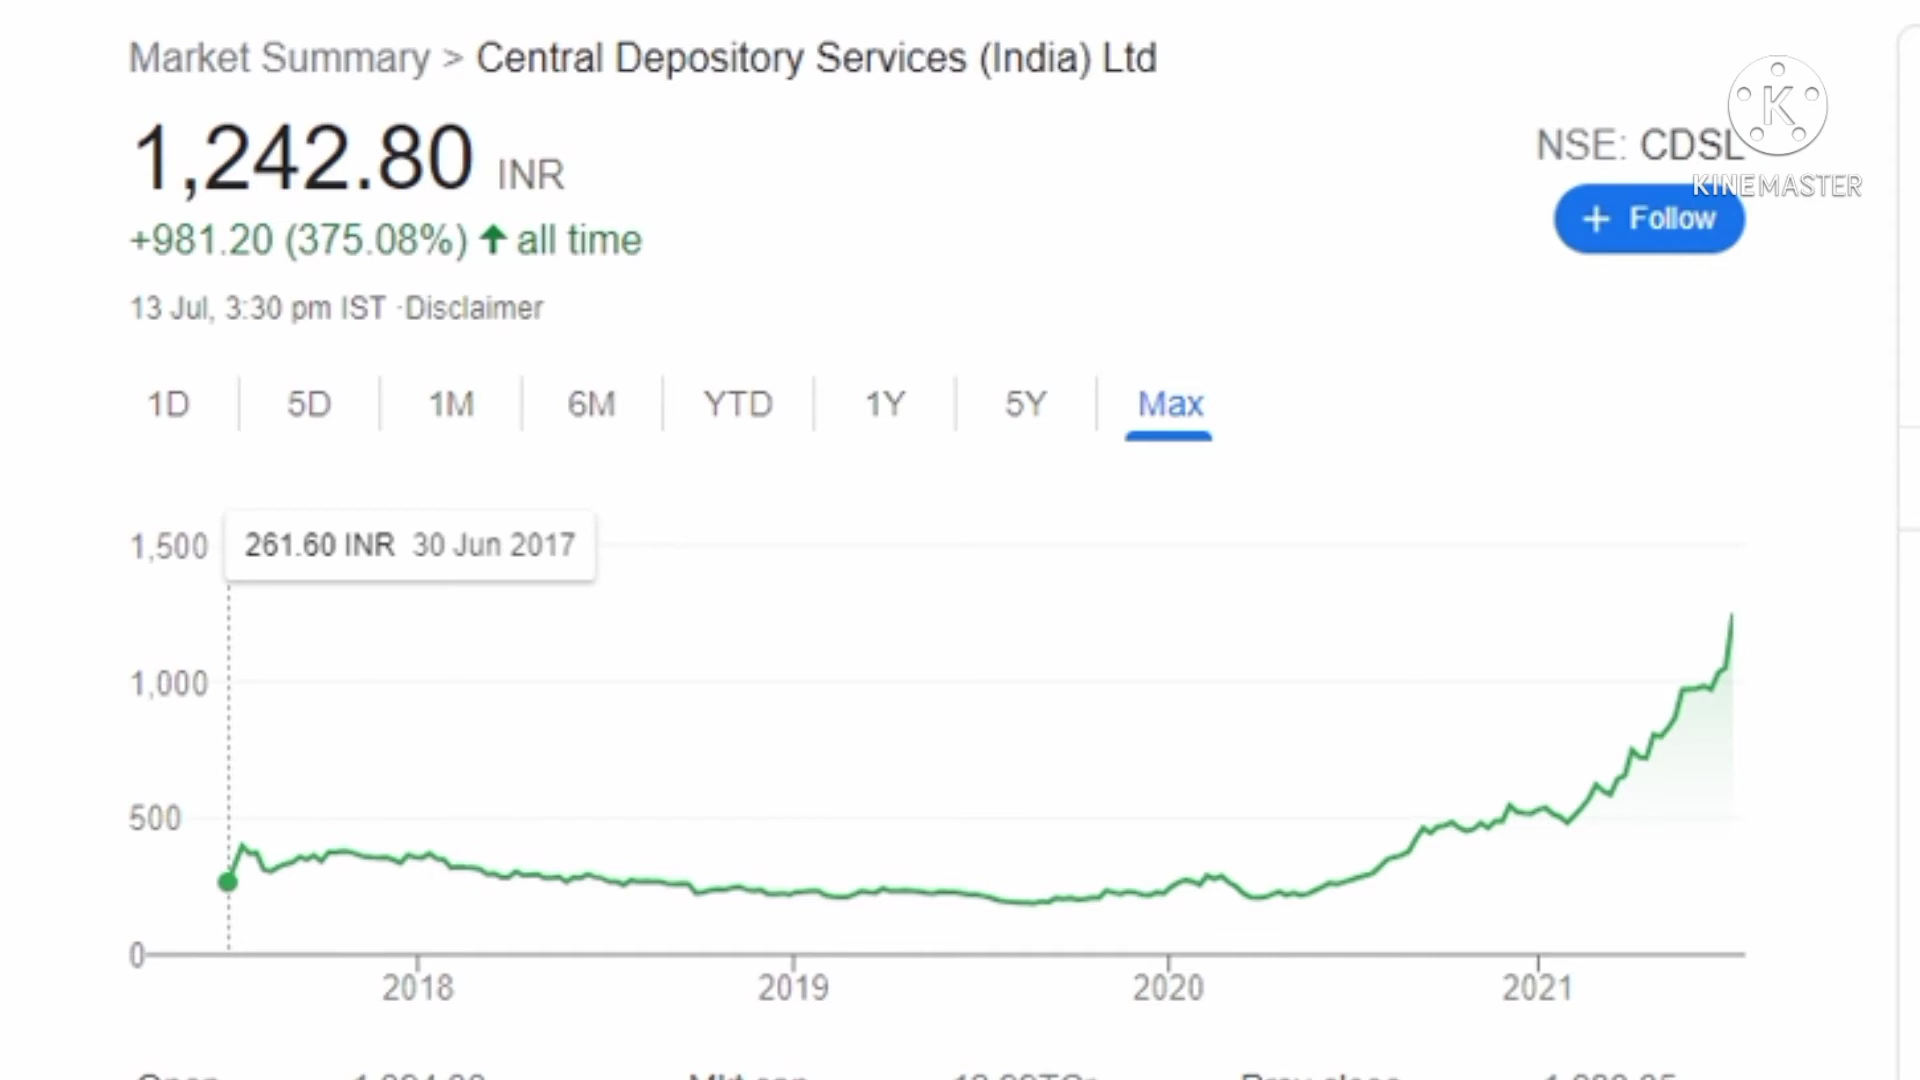 Market Summary > Central Depository Services (India) Ltd
1,242.80 INR
+981.20 (375.08%) ↑ all time
13 Jul, 3:30 pm IST ·Disclaimer
NSE: CDSL
K
KINEMASTER
+ Follow
1D 5D 1M 6M YTD 1Y 5Y Max
261.60 INR 30 Jun 2017
1,500
1,000
500
0
2018 2019 2020 2021